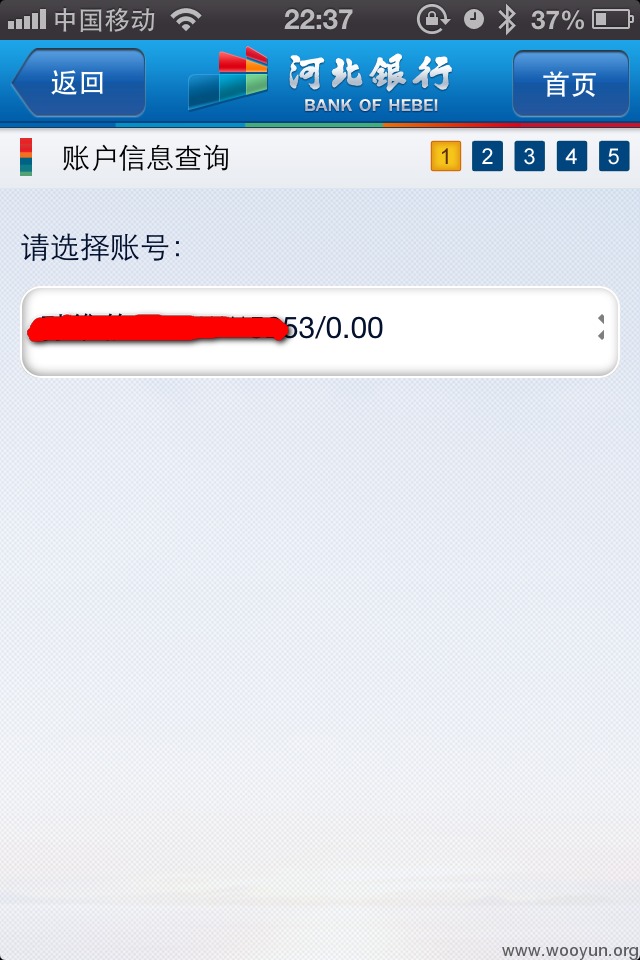 中国移动 22:37 37%
返回 河北銀行 首页
BANK OF HEBEI
账户信息查询 1 2 3 4 5
请选择账号：
53/0.00
www.wooyun.org